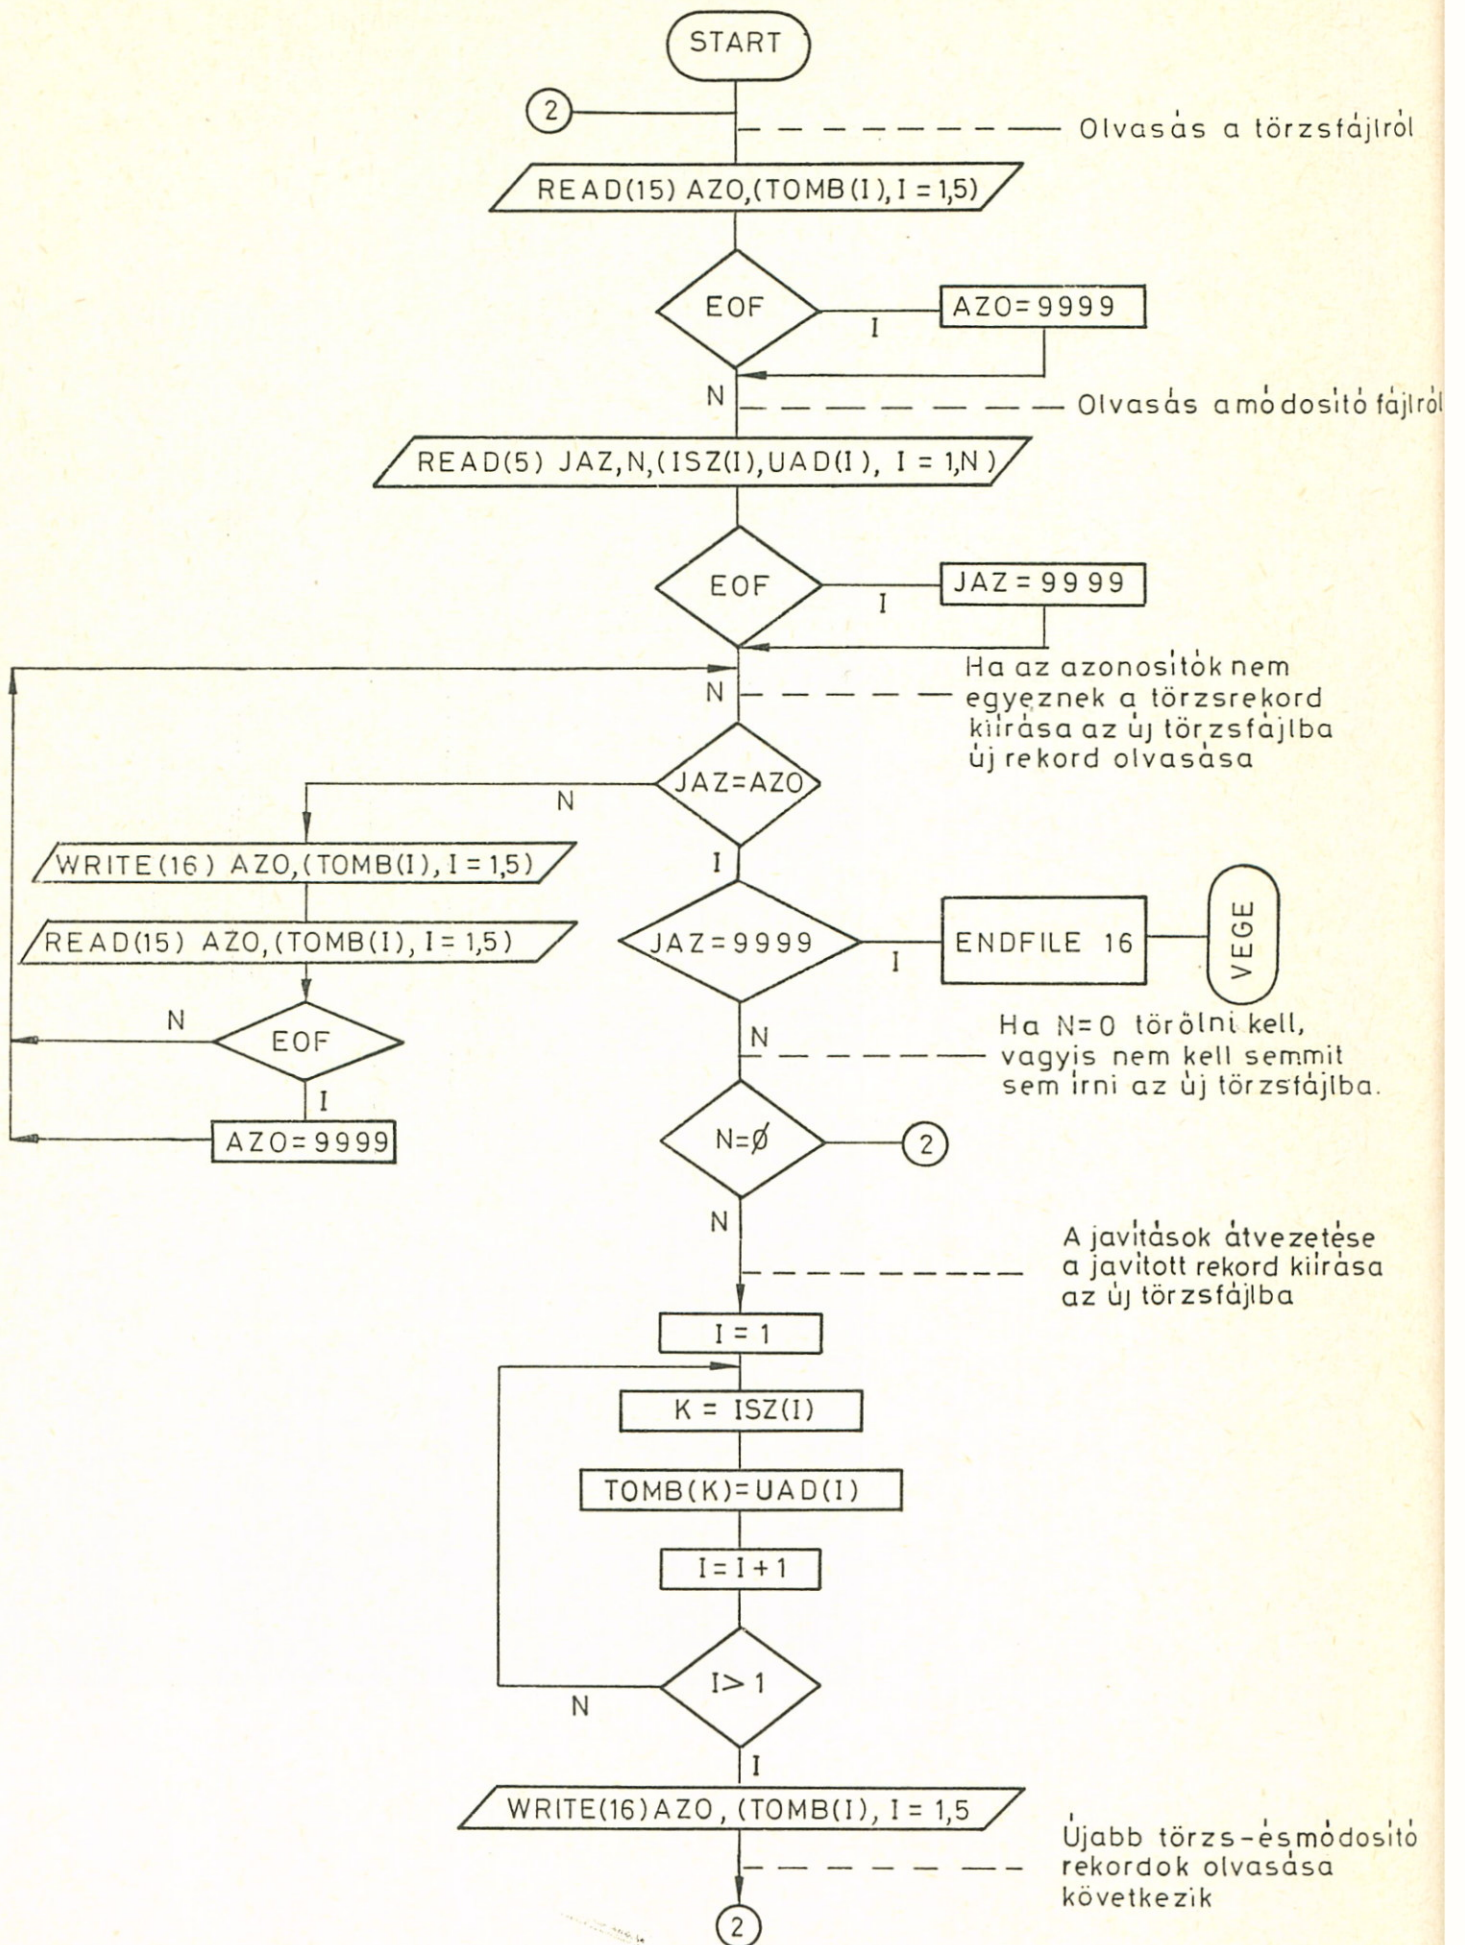 START
2
Olvasás a törzsfájlról
READ(15) AZO,(TOMB(I), I = 1,5)
EOF
I
AZO=9999
N
Olvasás a módosító fájlról
READ(5) JAZ,N,(ISZ(I),UAD(I), I = 1,N)
EOF
I
JAZ=9999
N
Ha az azonosítók nem
egyeznek a törzsrekord
kiírása az új törzsfájlba
új rekord olvasása
JAZ=AZO
N
I
WRITE(16) AZO,(TOMB(I), I = 1,5)
READ(15) AZO,(TOMB(I), I = 1,5)
JAZ=9999
I
ENDFILE 16
VEGE
N
EOF
I
AZO=9999
N
Ha N=0 törölni kell,
vagyis nem kell semmit
sem írni az új törzsfájlba.
N=Ø
2
N
A javítások átvezetése
a javított rekord kiírása
az új törzsfájlba
I = 1
K = ISZ(I)
TOMB(K)=UAD(I)
I=I+1
I>1
N
I
WRITE(16)AZO, (TOMB(I), I = 1,5
Újabb törzs-és módosító
rekordok olvasása
következik
2